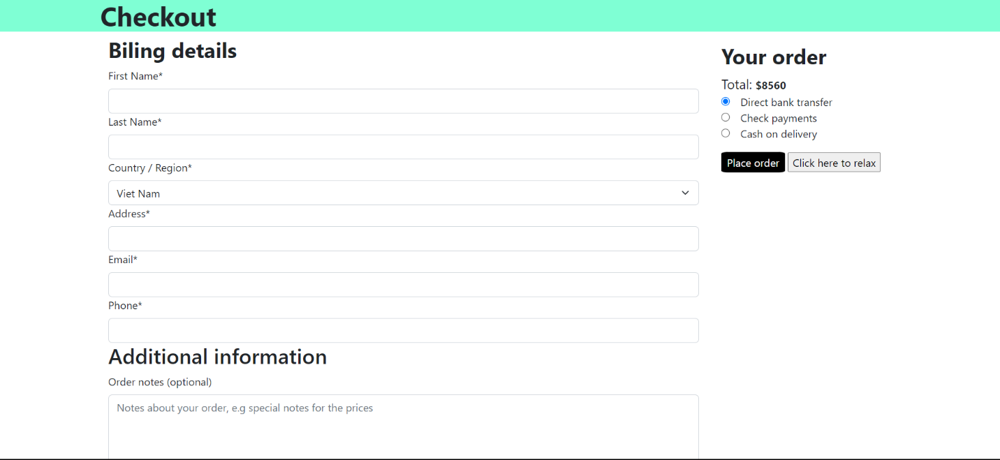 Checkout
Biling details
First Name*
Last Name*
Country / Region*
Viet Nam
Address*
Email*
Phone*
Additional information
Order notes (optional)
Notes about your order, e.g special notes for the prices
Your order
Total: $8560
Direct bank transfer
Check payments
Cash on delivery
Place order Click here to relax